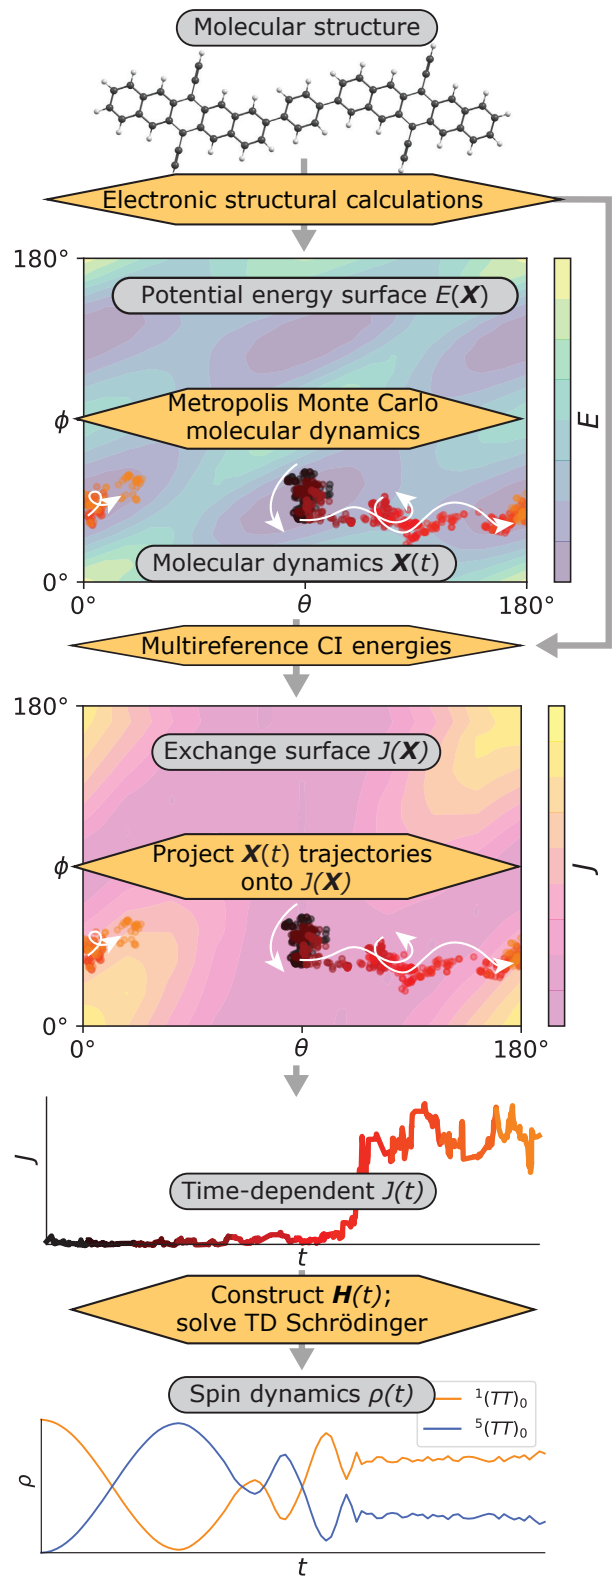 Molecular structure
Electronic structural calculations
180°
Potential energy surface E(X)
Metropolis Monte Carlo
molecular dynamics
ϕ
E
Molecular dynamics X(t)
0°
0°
θ
180°
Multireference CI energies
180°
Exchange surface J(X)
Project X(t) trajectories
onto J(X)
ϕ
J
0°
0°
θ
180°
J
Time-dependent J(t)
t
Construct H(t);
solve TD Schrödinger
Spin dynamics ρ(t)
¹(TT)₀
⁵(TT)₀
ρ
t